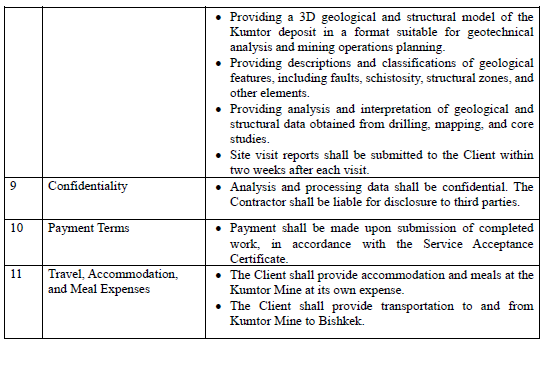 • Providing a 3D geological and structural model of the
Kumtor deposit in a format suitable for geotechnical
analysis and mining operations planning.
• Providing descriptions and classifications of geological
features, including faults, schistosity, structural zones, and
other elements.
• Providing analysis and interpretation of geological and
structural data obtained from drilling, mapping, and core
studies.
• Site visit reports shall be submitted to the Client within
two weeks after each visit.
9 Confidentiality • Analysis and processing data shall be confidential. The
Contractor shall be liable for disclosure to third parties.
10 Payment Terms • Payment shall be made upon submission of completed
work, in accordance with the Service Acceptance
Certificate.
11 Travel, Accommodation, • The Client shall provide accommodation and meals at the
and Meal Expenses Kumtor Mine at its own expense.
• The Client shall provide transportation to and from
Kumtor Mine to Bishkek.